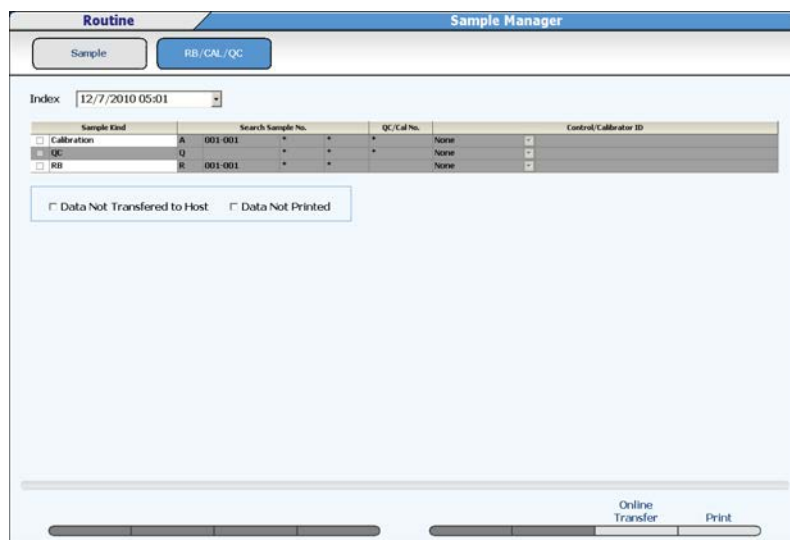 Routine Sample Manager
Sample RB/CAL/QC
Index 12/7/2010 05:01
Sample Kind Search Sample No. QC/Cal No. Control/Calibrator ID
Calibration A 001-001 * * * None
QC Q * * * None
RB R 001-001 * * None
Data Not Transfered to Host Data Not Printed
Online
Transfer Print